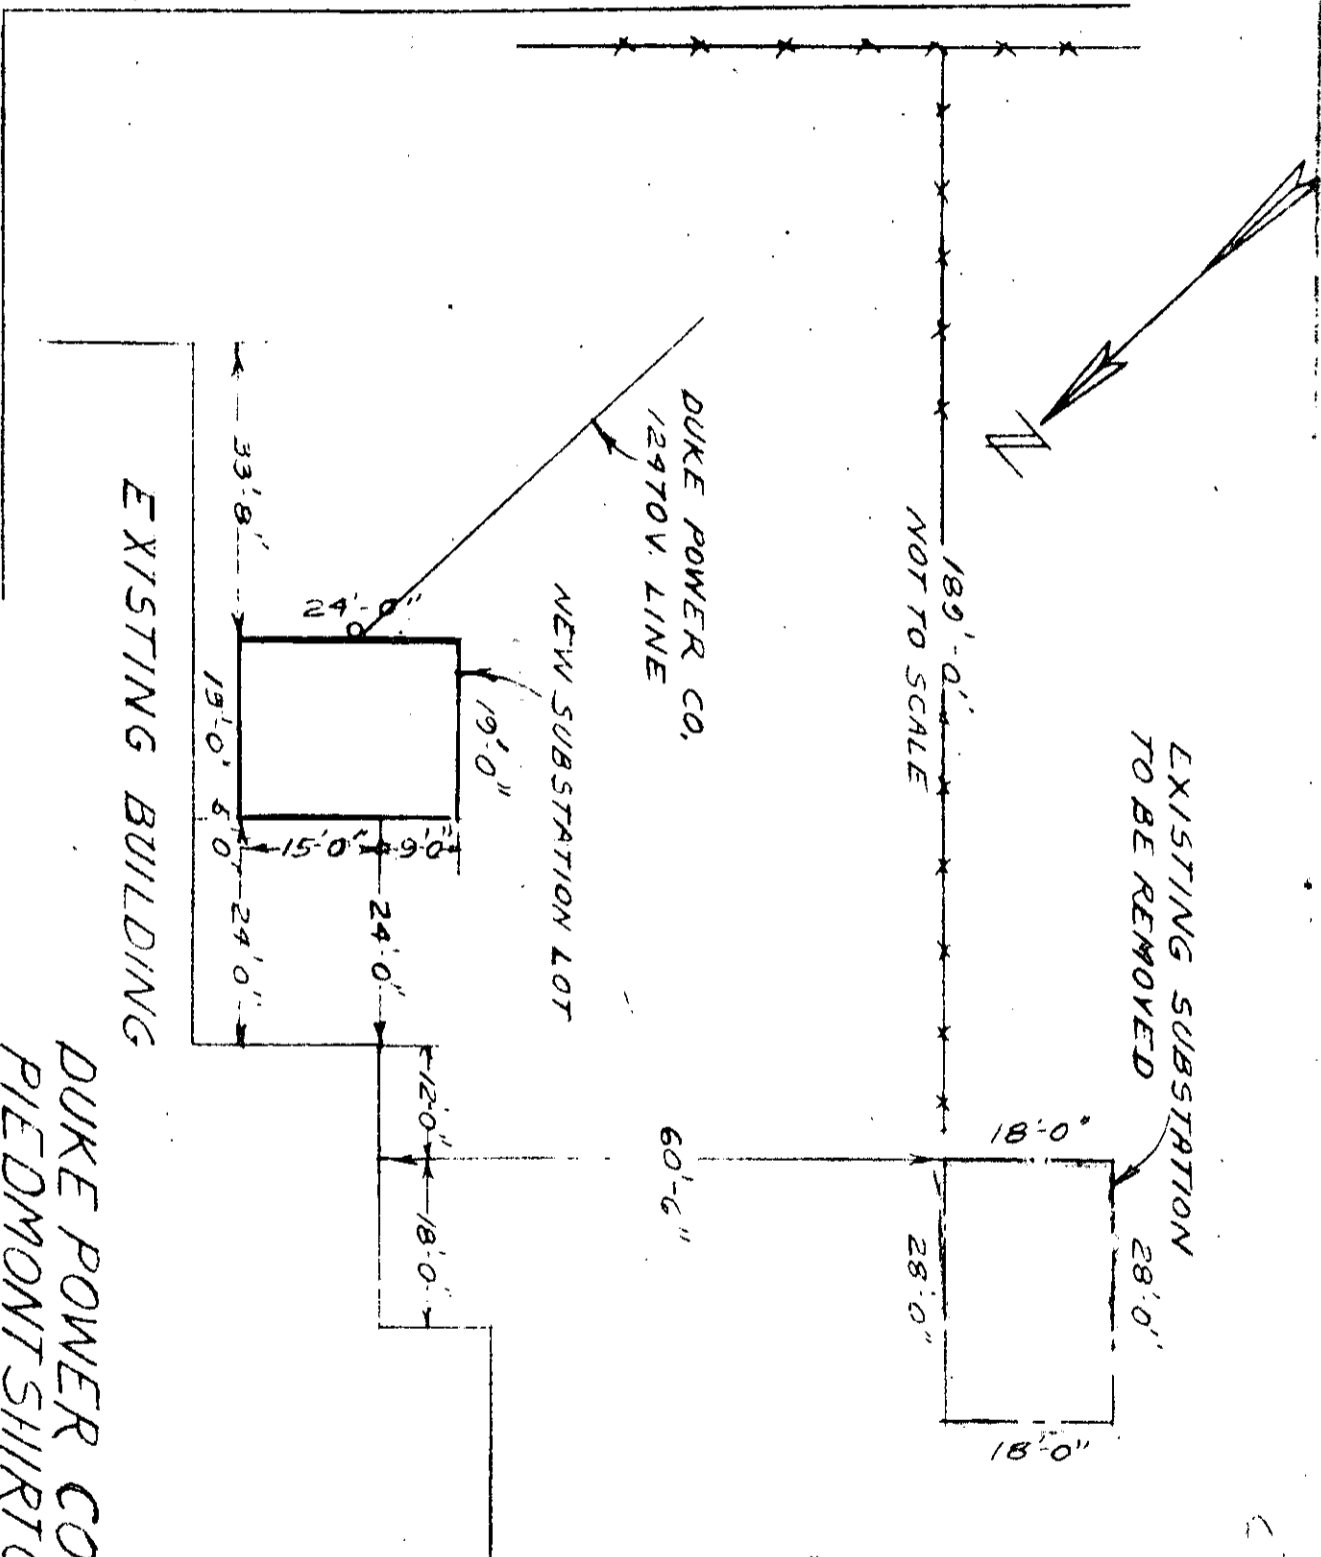 EXISTING SUBSTATION
TO BE REMOVED
18'-0"
28'-0"
28'-0"
18'-0"
N
189'-0"
NOT TO SCALE
60'-6"
DUKE POWER CO.
12470V. LINE
NEW SUBSTATION LOT
19'-0"
24'-0"
15'-0"
9'-0"
24'-0"
12'-0"
18'-0"
33'-8"
19'-0"
5'-0"
24'-0"
EXISTING BUILDING
DUKE POWER CO
PIEDMONT SHIRT C